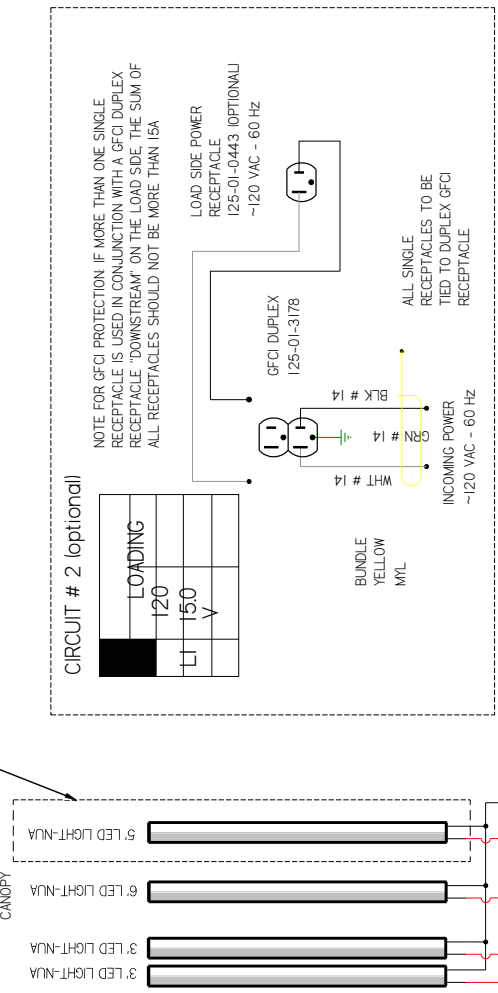 CIRCUIT # 2 (optional)
LOADING
120
L1 15.0
V
NOTE FOR GFCI PROTECTION: IF MORE THAN ONE SINGLE
RECEPTACLE IS USED IN CONJUNCTION WITH A GFCI DUPLEX
RECEPTACLE "DOWNSTREAM" ON THE LOAD SIDE, THE SUM OF
ALL RECEPTACLES SHOULD NOT BE MORE THAN 15A
LOAD SIDE POWER
RECEPTACLE
125-01-0443 (OPTIONAL)
~120 VAC - 60 Hz
GFCI DUPLEX
125-01-3178
WHT # 14
GRN # 14
BLK # 14
BUNDLE
YELLOW
MYL
INCOMING POWER
~120 VAC - 60 Hz
ALL SINGLE
RECEPTACLES TO BE
TIED TO DUPLEX GFCI
RECEPTACLE
CANOPY
3' LED LIGHT-NUA
3' LED LIGHT-NUA
6' LED LIGHT-NUA
5' LED LIGHT-NUA